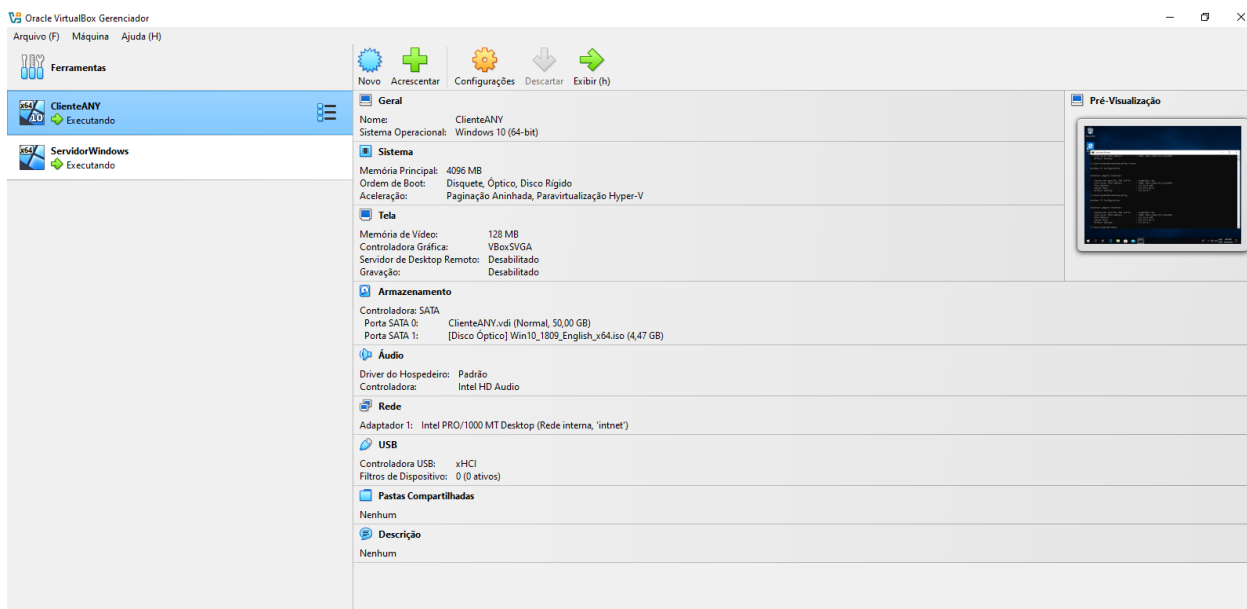 Oracle VirtualBox Gerenciador
Arquivo (F) Máquina Ajuda (H)
Ferramentas
Novo Acrescentar Configurações Descartar Exibir (h)
ClienteANY
Executando
ServidorWindows
Executando
Geral
Nome: ClienteANY
Sistema Operacional: Windows 10 (64-bit)
Sistema
Memória Principal: 4096 MB
Ordem de Boot: Disquete, Óptico, Disco Rígido
Aceleração: Paginação Aninhada, Paravirtualização Hyper-V
Tela
Memória de Vídeo: 128 MB
Controladora Gráfica: VBoxSVGA
Servidor de Desktop Remoto: Desabilitado
Gravação: Desabilitado
Armazenamento
Controladora: SATA
Porta SATA 0: ClienteANY.vdi (Normal, 50,00 GB)
Porta SATA 1: [Disco Óptico] Win10_1809_English_x64.iso (4,47 GB)
Áudio
Driver do Hospedeiro: Padrão
Controladora: Intel HD Audio
Rede
Adaptador 1: Intel PRO/1000 MT Desktop (Rede interna, 'intnet')
USB
Controladora USB: xHCI
Filtros de Dispositivo: 0 (0 ativos)
Pastas Compartilhadas
Nenhum
Descrição
Nenhum
Pré-Visualização